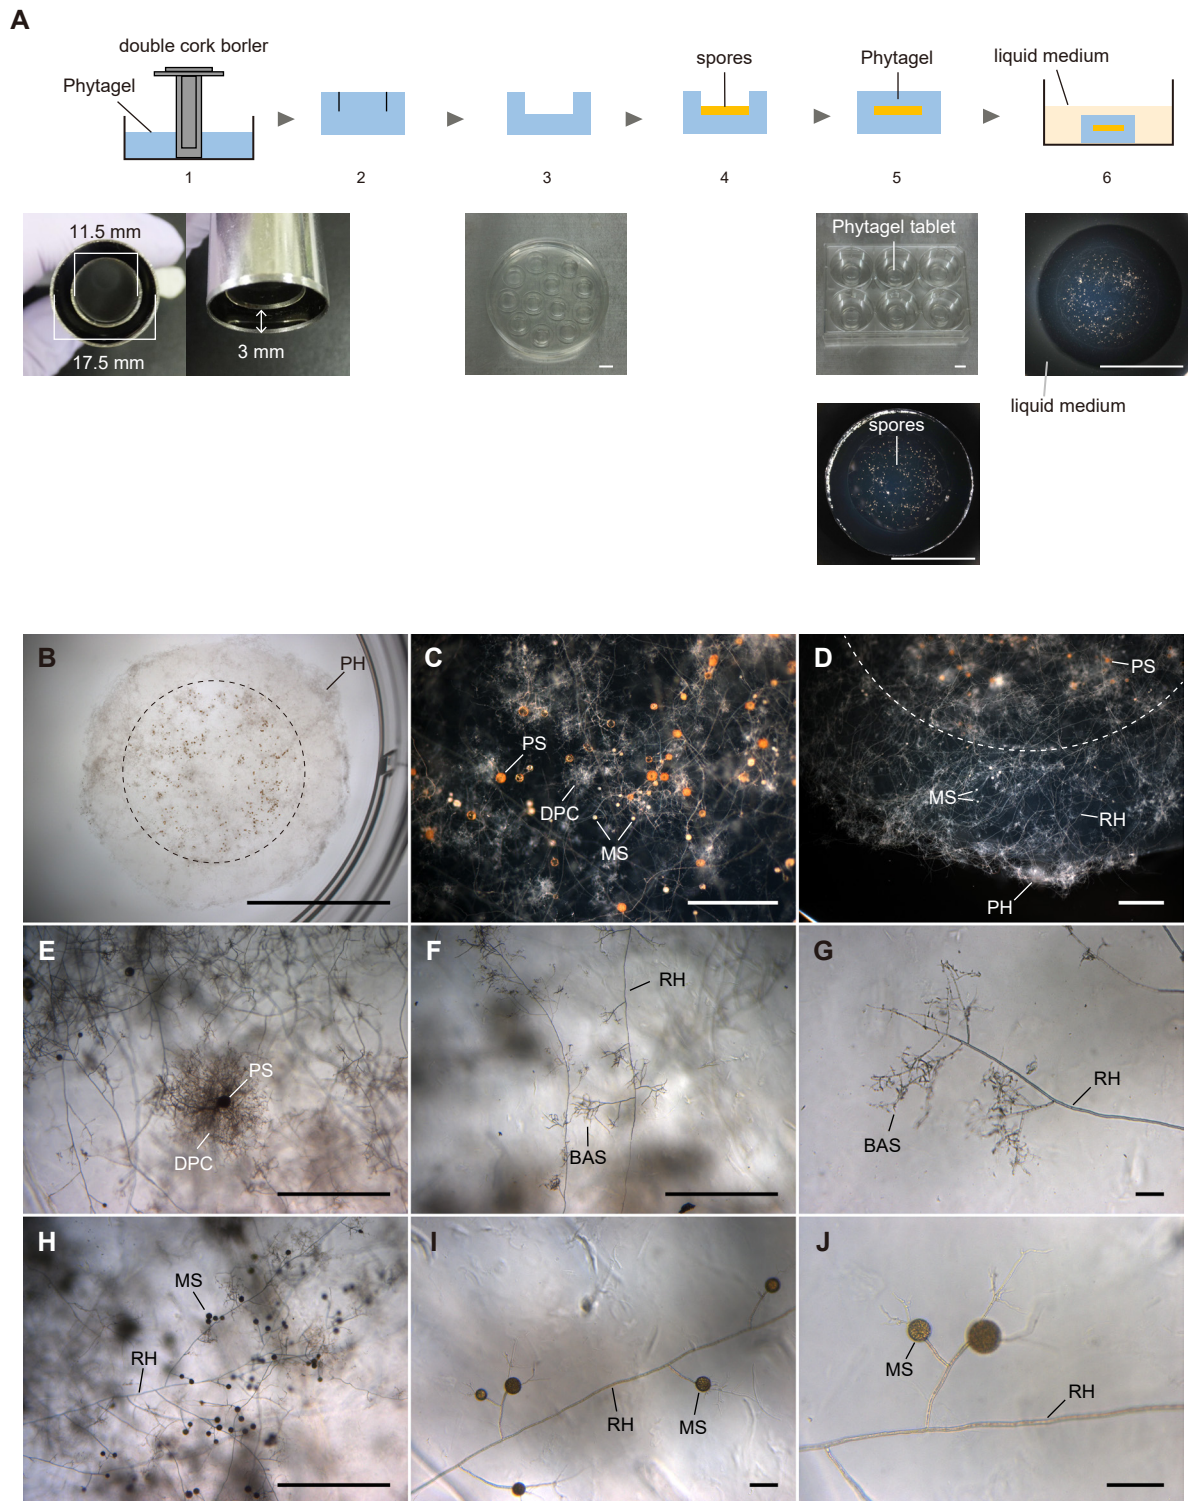 A
double cork borler
Phytagel
spores
Phytagel
liquid medium
1
2
3
4
5
6
11.5 mm
17.5 mm
3 mm
Phytagel tablet
liquid medium
spores
B
PH
C
PS
DPC
MS
D
PS
MS
RH
PH
E
PS
DPC
F
RH
BAS
G
RH
BAS
H
MS
RH
I
RH
MS
J
MS
RH